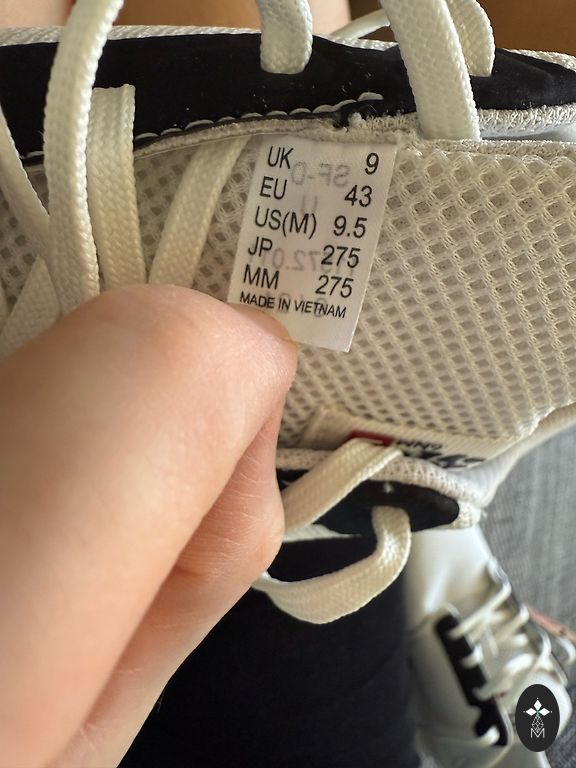 UK 9
EU 43
US(M) 9.5
JP 275
MM 275
MADE IN VIETNAM
M